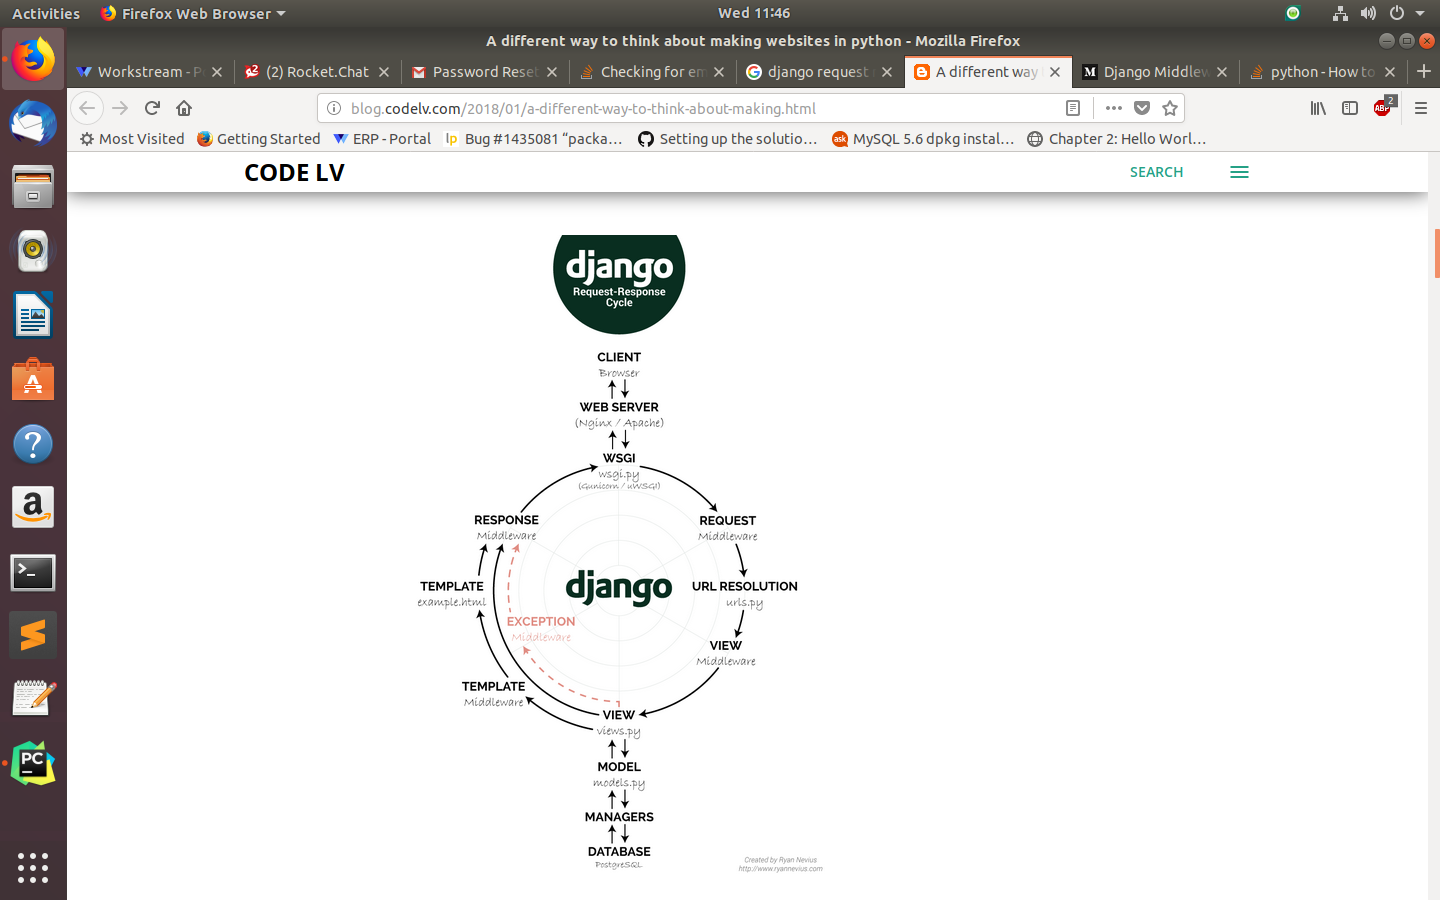 Activities
Firefox Web Browser
Wed 11:46
A different way to think about making websites in python - Mozilla Firefox
Workstream - P
(2) Rocket.Chat
Password Reset
Checking for em
django request
A different way
Django Middlew
python - How to
blog.codelv.com/2018/01/a-different-way-to-think-about-making.html
2
Most Visited
Getting Started
ERP - Portal
Bug #1435081 “packa…
Setting up the solutio…
MySQL 5.6 dpkg instal…
Chapter 2: Hello Worl…
CODE LV
SEARCH
django
Request-Response
Cycle
CLIENT
Browser
WEB SERVER
(Nginx / Apache)
WSGI
wsgi.py
(Gunicorn / uWSGI)
RESPONSE
Middleware
REQUEST
Middleware
TEMPLATE
example.html
django
URL RESOLUTION
urls.py
EXCEPTION
Middleware
VIEW
Middleware
TEMPLATE
Middleware
VIEW
views.py
MODEL
models.py
MANAGERS
DATABASE
PostgreSQL
Created by Ryan Nevius
http://www.ryannevius.com